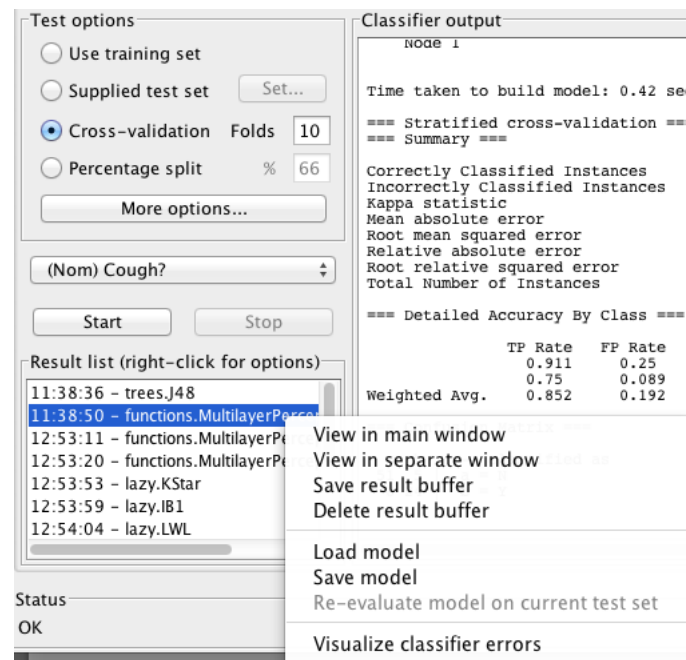 Test options
Use training set
Supplied test set Set...
Cross-validation Folds 10
Percentage split % 66
More options...
(Nom) Cough?
Start Stop
Result list (right-click for options)
11:38:36 – trees.J48
11:38:50 – functions.MultilayerPerce
12:53:11 – functions.MultilayerPe
12:53:20 – functions.MultilayerPe
12:53:53 – lazy.KStar
12:53:59 – lazy.IB1
12:54:04 – lazy.LWL
Status
OK
Classifier output
Node 1
Time taken to build model: 0.42 se
=== Stratified cross-validation ==
=== Summary ===
Correctly Classified Instances
Incorrectly Classified Instances
Kappa statistic
Mean absolute error
Root mean squared error
Relative absolute error
Root relative squared error
Total Number of Instances
=== Detailed Accuracy By Class ===
TP Rate FP Rate
0.911 0.25
0.75 0.089
Weighted Avg. 0.852 0.192
View in main window
View in separate window
Save result buffer
Delete result buffer
Load model
Save model
Re-evaluate model on current test set
Visualize classifier errors